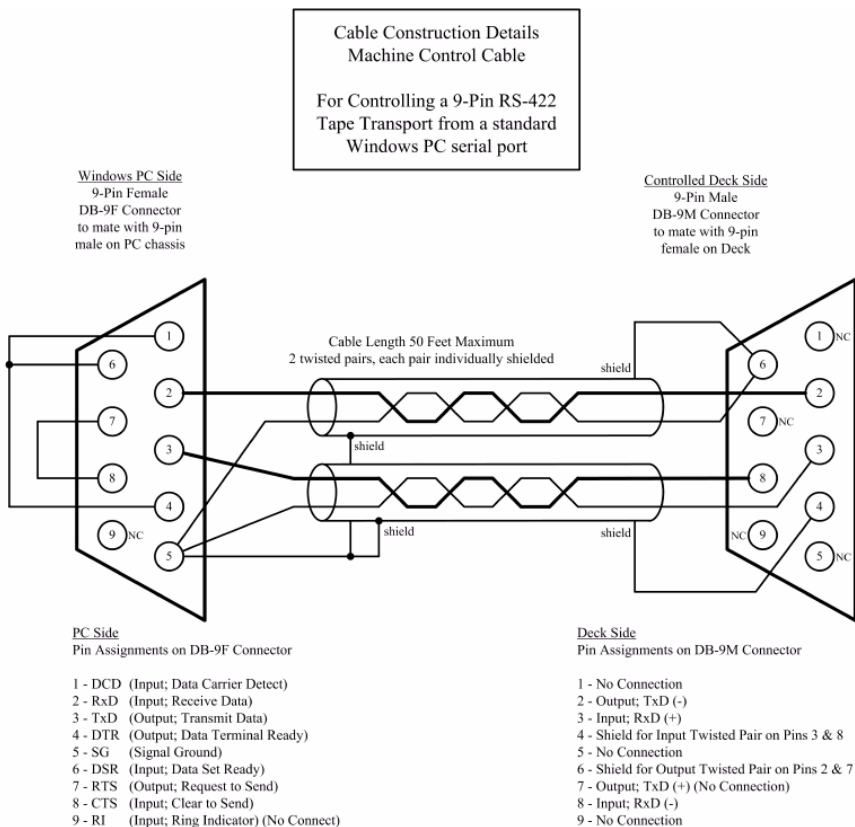 Cable Construction Details
Machine Control Cable
For Controlling a 9-Pin RS-422
Tape Transport from a standard
Windows PC serial port
Windows PC Side
9-Pin Female
DB-9F Connector
to mate with 9-pin
male on PC chassis
Controlled Deck Side
9-Pin Male
DB-9M Connector
to mate with 9-pin
female on Deck
Cable Length 50 Feet Maximum
2 twisted pairs, each pair individually shielded
shield
shield
shield
shield
1
6
2
7
3
8
4
9 NC
5
1 NC
6
2
7 NC
3
8
4
NC 9
5 NC
PC Side
Pin Assignments on DB-9F Connector
1 - DCD (Input; Data Carrier Detect)
2 - RxD (Input; Receive Data)
3 - TxD (Output; Transmit Data)
4 - DTR (Output; Data Terminal Ready)
5 - SG (Signal Ground)
6 - DSR (Input; Data Set Ready)
7 - RTS (Output; Request to Send)
8 - CTS (Input; Clear to Send)
9 - RI (Input; Ring Indicator) (No Connect)
Deck Side
Pin Assignments on DB-9M Connector
1 - No Connection
2 - Output; TxD (-)
3 - Input; RxD (+)
4 - Shield for Input Twisted Pair on Pins 3 & 8
5 - No Connection
6 - Shield for Output Twisted Pair on Pins 2 & 7
7 - Output; TxD (+) (No Connection)
8 - Input; RxD (-)
9 - No Connection